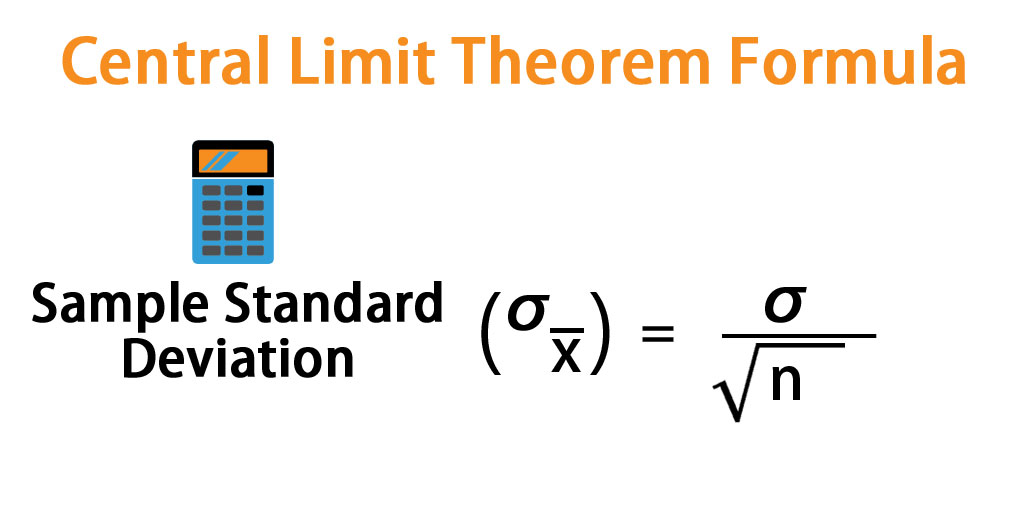 Central Limit Theorem Formula
Sample Standard
Deviation
(σx̅) = σ/√n